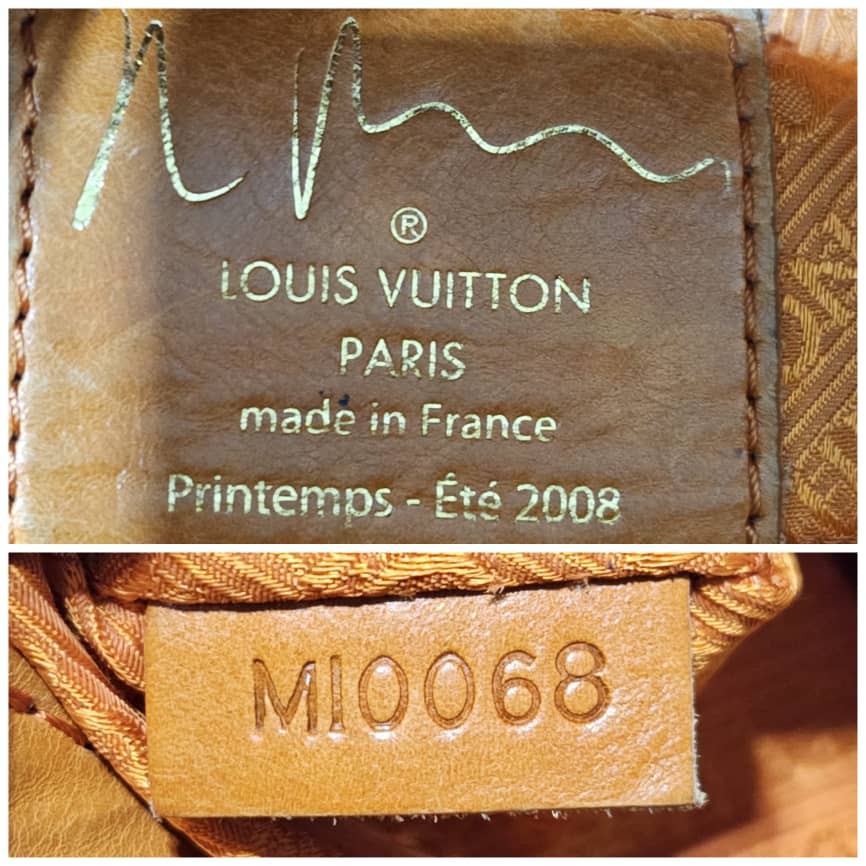 ®
LOUIS VUITTON
PARIS
made in France
Printemps - Été 2008
MI0068